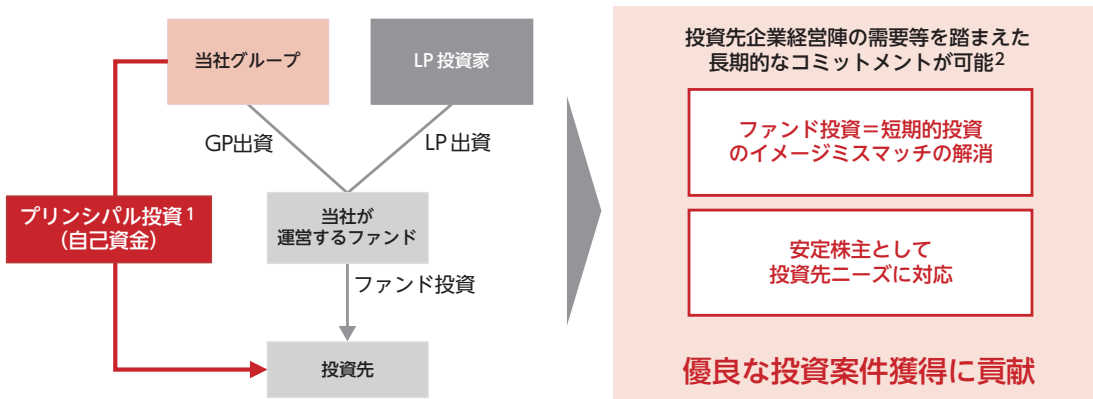 当社グループ
LP 投資家
GP出資
LP 出資
プリンシパル投資1
（自己資金）
当社が
運営するファンド
ファンド投資
投資先
投資先企業経営陣の需要等を踏まえた
長期的なコミットメントが可能2
ファンド投資＝短期的投資
のイメージミスマッチの解消
安定株主として
投資先ニーズに対応
優良な投資案件獲得に貢献